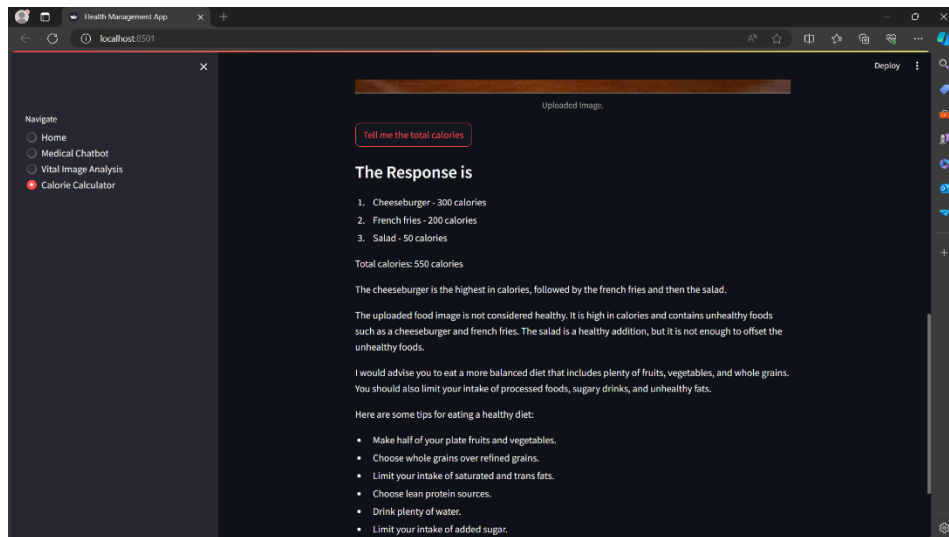 Health Management App
localhost:8501
Deploy
Uploaded Image.
Navigate
Home
Medical Chatbot
Vital Image Analysis
Calorie Calculator
Tell me the total calories
The Response is
1. Cheeseburger - 300 calories
2. French fries - 200 calories
3. Salad - 50 calories
Total calories: 550 calories
The cheeseburger is the highest in calories, followed by the french fries and then the salad.
The uploaded food image is not considered healthy. It is high in calories and contains unhealthy foods
such as a cheeseburger and french fries. The salad is a healthy addition, but it is not enough to offset the
unhealthy foods.
I would advise you to eat a more balanced diet that includes plenty of fruits, vegetables, and whole grains.
You should also limit your intake of processed foods, sugary drinks, and unhealthy fats.
Here are some tips for eating a healthy diet:
• Make half of your plate fruits and vegetables.
• Choose whole grains over refined grains.
• Limit your intake of saturated and trans fats.
• Choose lean protein sources.
• Drink plenty of water.
• Limit your intake of added sugar.